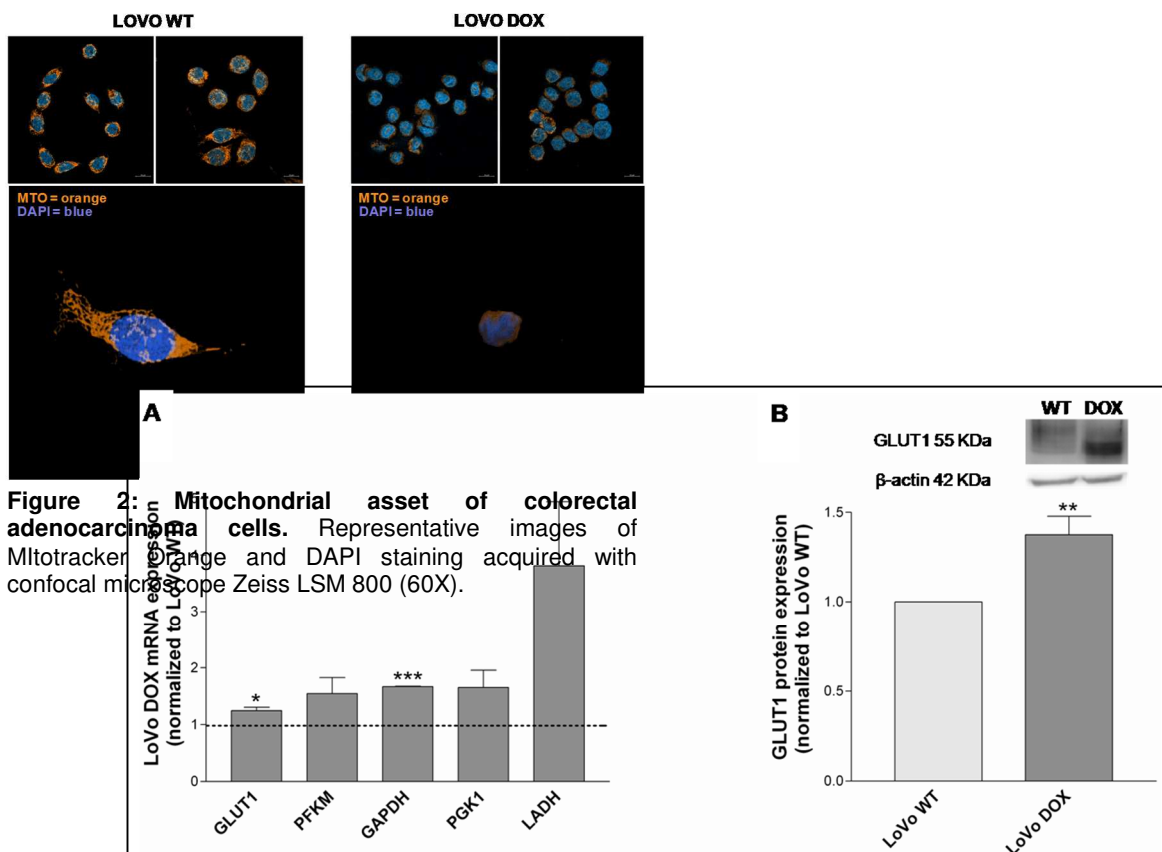 LOVO WT
LOVO DOX
MTO = orange
DAPI = blue
MTO = orange
DAPI = blue
Figure 2: Mitochondrial asset of colorectal
adenocarcinoma cells. Representative images of
MItotracker Orange and DAPI staining acquired with
confocal microscope Zeiss LSM 800 (60X).
A
LoVo DOX mRNA expression
(normalized to LoVo WT)
3
2
1
0
*
***
GLUT1
PFKM
GAPDH
PGK1
LADH
B
WT DOX
GLUT1 55 KDa
β-actin 42 KDa
GLUT1 protein expression
(normalized to LoVo WT)
1.5
1.0
0.5
0.0
**
LoVo WT
LoVo DOX